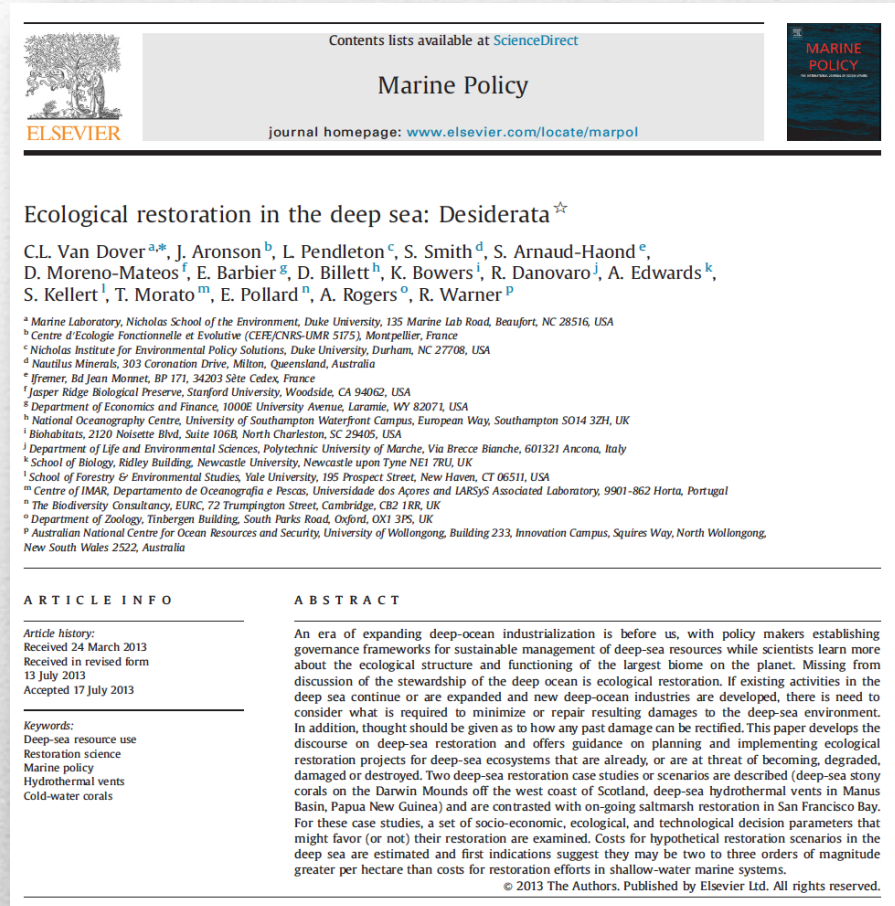 Contents lists available at ScienceDirect
Marine Policy
journal homepage: www.elsevier.com/locate/marpol
ELSEVIER
MARINE
POLICY
Ecological restoration in the deep sea: Desiderata☆
C.L. Van Dover a,*, J. Aronson b, L. Pendleton c, S. Smith d, S. Arnaud-Haond e,
D. Moreno-Mateos f, E. Barbier g, D. Billett h, K. Bowers i, R. Danovaro j, A. Edwards k,
S. Kellert l, T. Morato m, E. Pollard n, A. Rogers o, R. Warner p
a Marine Laboratory, Nicholas School of the Environment, Duke University, 135 Marine Lab Road, Beaufort, NC 28516, USA
b Centre d'Ecologie Fonctionnelle et Evolutive (CEFE/CNRS-UMR 5175), Montpellier, France
c Nicholas Institute for Environmental Policy Solutions, Duke University, Durham, NC 27708, USA
d Nautilus Minerals, 303 Coronation Drive, Milton, Queensland, Australia
e Ifremer, Bd Jean Monnet, BP 171, 34203 Sète Cedex, France
f Jasper Ridge Biological Preserve, Stanford University, Woodside, CA 94062, USA
g Department of Economics and Finance, 1000E University Avenue, Laramie, WY 82071, USA
h National Oceanography Centre, University of Southampton Waterfront Campus, European Way, Southampton SO14 3ZH, UK
i Biohabitats, 2120 Noisette Blvd, Suite 106B, North Charleston, SC 29405, USA
j Department of Life and Environmental Sciences, Polytechnic University of Marche, Via Brecce Bianche, 601321 Ancona, Italy
k School of Biology, Ridley Building, Newcastle University, Newcastle upon Tyne NE1 7RU, UK
l School of Forestry & Environmental Studies, Yale University, 195 Prospect Street, New Haven, CT 06511, USA
m Centre of IMAR, Departamento de Oceanografia e Pescas, Universidade dos Açores and LARSyS Associated Laboratory, 9901-862 Horta, Portugal
n The Biodiversity Consultancy, EURC, 72 Trumpington Street, Cambridge, CB2 1RR, UK
o Department of Zoology, Tinbergen Building, South Parks Road, Oxford, OX1 3PS, UK
p Australian National Centre for Ocean Resources and Security, University of Wollongong, Building 233, Innovation Campus, Squires Way, North Wollongong,
New South Wales 2522, Australia
ARTICLE INFO
Article history:
Received 24 March 2013
Received in revised form
13 July 2013
Accepted 17 July 2013
Keywords:
Deep-sea resource use
Restoration science
Marine policy
Hydrothermal vents
Cold-water corals
ABSTRACT
An era of expanding deep-ocean industrialization is before us, with policy makers establishing
governance frameworks for sustainable management of deep-sea resources while scientists learn more
about the ecological structure and functioning of the largest biome on the planet. Missing from
discussion of the stewardship of the deep ocean is ecological restoration. If existing activities in the
deep sea continue or are expanded and new deep-ocean industries are developed, there is need to
consider what is required to minimize or repair resulting damages to the deep-sea environment.
In addition, thought should be given as to how any past damage can be rectified. This paper develops the
discourse on deep-sea restoration and offers guidance on planning and implementing ecological
restoration projects for deep-sea ecosystems that are already, or are at threat of becoming, degraded,
damaged or destroyed. Two deep-sea restoration case studies or scenarios are described (deep-sea stony
corals on the Darwin Mounds off the west coast of Scotland, deep-sea hydrothermal vents in Manus
Basin, Papua New Guinea) and are contrasted with on-going saltmarsh restoration in San Francisco Bay.
For these case studies, a set of socio-economic, ecological, and technological decision parameters that
might favor (or not) their restoration are examined. Costs for hypothetical restoration scenarios in the
deep sea are estimated and first indications suggest they may be two to three orders of magnitude
greater per hectare than costs for restoration efforts in shallow-water marine systems.
© 2013 The Authors. Published by Elsevier Ltd. All rights reserved.